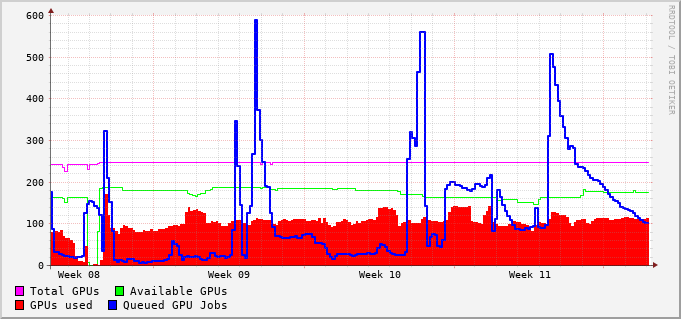 600
500
400
300
200
100
0
Week 08 Week 09 Week 10 Week 11
Total GPUs Available GPUs
GPUs used Queued GPU Jobs
RRDTOOL / TOBI OETIKER